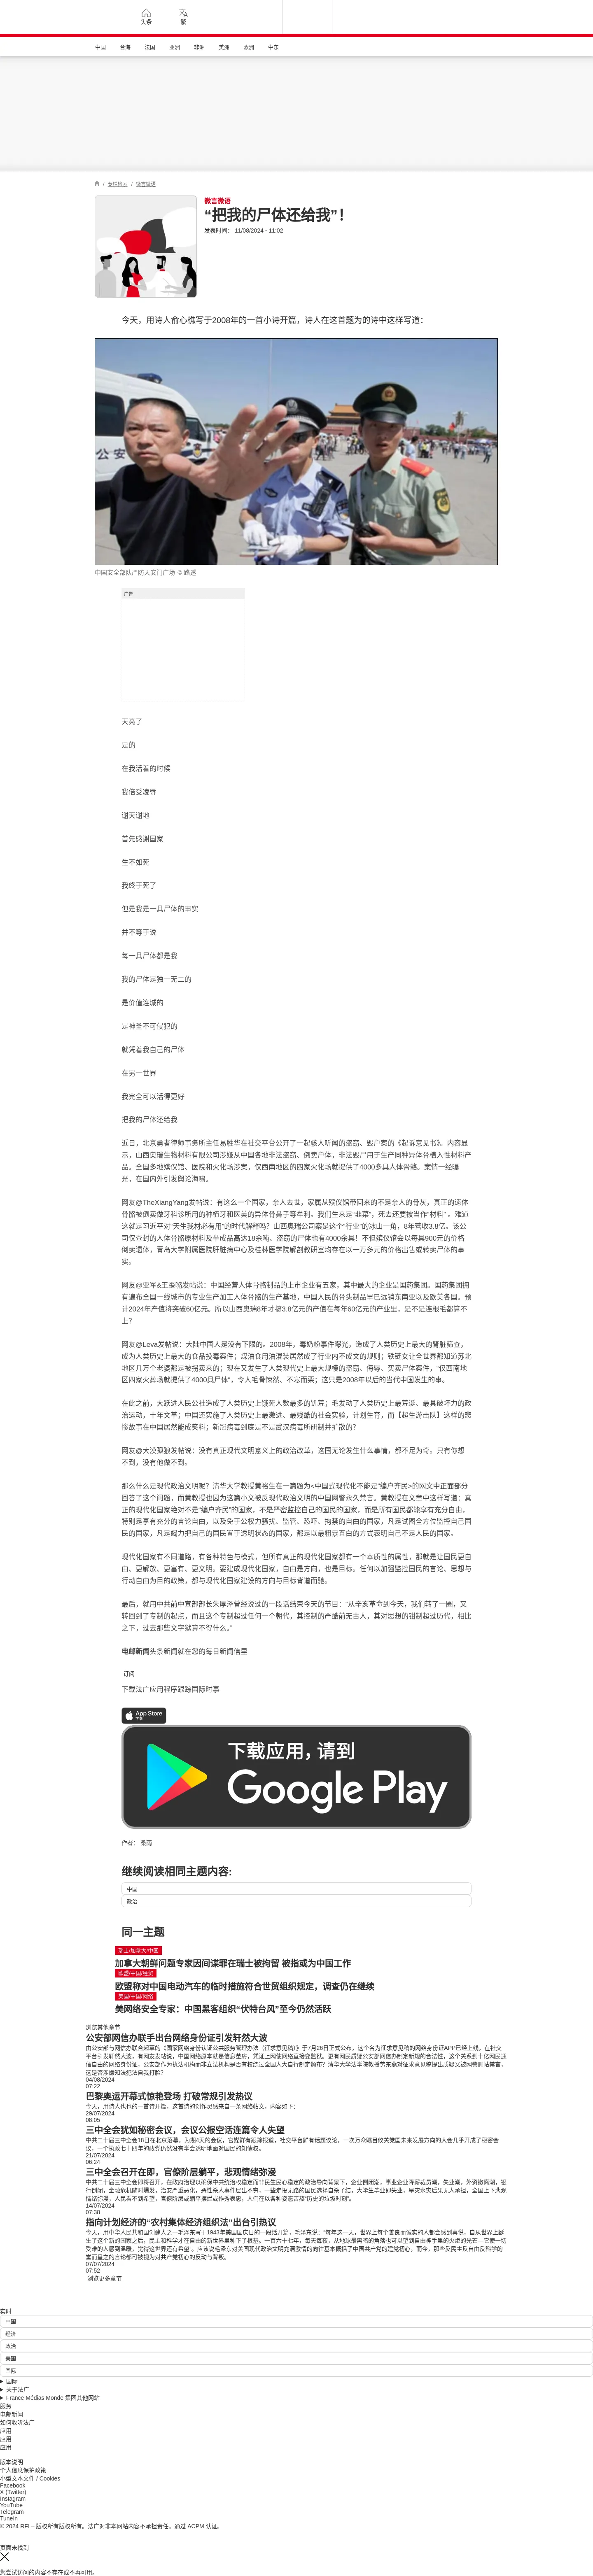 头条
繁
中国
台海
法国
亚洲
非洲
美洲
欧洲
中东
/ 专栏检索 / 微言微语
微言微语
“把我的尸体还给我”！
发表时间： 11/08/2024 - 11:02
今天，用诗人俞心樵写于2008年的一首小诗开篇，诗人在这首题为的诗中这样写道：
公安
中国安全部队严防天安门广场 © 路透
广告
天亮了
是的
在我活着的时候
我倍受凌辱
谢天谢地
首先感谢国家
生不如死
我终于死了
但是我是一具尸体的事实
并不等于说
每一具尸体都是我
我的尸体是独一无二的
是价值连城的
是神圣不可侵犯的
就凭着我自己的尸体
在另一世界
我完全可以活得更好
把我的尸体还给我
近日，北京勇者律师事务所主任易胜华在社交平台公开了一起骇人听闻的盗窃、毁尸案的《起诉意见书》。内容显
示，山西奥瑞生物材料有限公司涉嫌从中国各地非法盗窃、倒卖尸体，非法毁尸用于生产同种异体骨植入性材料产
品。全国多地殡仪馆、医院和火化场涉案，仅西南地区的四家火化场就提供了4000多具人体骨骼。案情一经曝
光，在国内外引发舆论海啸。
网友@TheXiangYang发帖说：有这么一个国家，亲人去世，家属从殡仪馆带回来的不是亲人的骨灰，真正的遗体
骨骼被倒卖做牙科诊所用的种植牙和医美的异体骨鼻子等牟利。我们生来是“韭菜”，死去还要被当作“材料” 。难道
这就是习近平对“天生我材必有用”的时代解释吗？山西奥瑞公司案是这个“行业”的冰山一角，8年营收3.8亿。该公
司仅查封的人体骨骼原材料及半成品高达18余吨、盗窃的尸体也有4000余具！不但殡仪馆会以每具900元的价格
倒卖遗体，青岛大学附属医院肝脏病中心及桂林医学院解剖教研室均存在以一万多元的价格出售或转卖尸体的事
实。
网友@亚军&王歪嘴发帖说：中国经营人体骨骼制品的上市企业有五家，其中最大的企业是国药集团。国药集团拥
有遍布全国一线城市的专业生产加工人体骨骼的生产基地，中国人民的骨头制品早已远销东南亚以及欧美各国。预
计2024年产值将突破60亿元。所以山西奥瑞8年才搞3.8亿元的产值在每年60亿元的产业里，是不是连根毛都算不
上？
网友@Leva发帖说：大陆中国人是没有下限的。2008年，毒奶粉事件曝光，造成了人类历史上最大的肾脏筛查，
成为人类历史上最大的食品投毒案件；煤油食用油混装居然成了行业内不成文的规则；铁链女让全世界都知道苏北
地区几万个老婆都是被拐卖来的；现在又发生了人类现代史上最大规模的盗窃、侮辱、买卖尸体案件，“仅西南地
区四家火葬场就提供了4000具尸体”，令人毛骨悚然、不寒而栗；这只是2008年以后的当代中国发生的事。
在此之前，大跃进人民公社造成了人类历史上饿死人数最多的饥荒；毛发动了人类历史上最荒诞、最具破坏力的政
治运动，十年文革；中国还实施了人类历史上最激进、最残酷的社会实验，计划生育，而【超生游击队】这样的悲
惨故事在中国居然能成笑料；新冠病毒到底是不是武汉病毒所研制并扩散的？
网友@大漠孤狼发帖说：没有真正现代文明意义上的政治改革，这国无论发生什么事情，都不足为奇。只有你想
不到，没有他做不到。
那么什么是现代政治文明呢？清华大学教授黄裕生在一篇题为<中国式现代化不能是“编户齐民>的网文中正面部分
回答了这个问题，而黄教授也因为这篇小文被反现代政治文明的中国网警永久禁言。黄教授在文章中这样写道：真
正的现代化国家绝对不是“编户齐民”的国家，不是严密监控自己的国民的国家，而是所有国民都能享有充分自由，
特别是享有充分的言论自由，以及免于公权力骚扰、监管、恐吓、拘禁的自由的国家，凡是试图全方位监控自己国
民的国家，凡是竭力把自己的国民置于透明状态的国家，都是以最粗暴直白的方式表明自己不是人民的国家。
现代化国家有不同道路，有各种特色与模式，但所有真正的现代化国家都有一个本质性的属性，那就是让国民更自
由、更解放、更富有、更文明。要建成现代化国家，自由是方向，也是目标。任何以加强监控国民的言论、思想与
行动自由为目的政策，都与现代化国家建设的方向与目标背道而驰。
最后，就用中共前中宣部部长朱厚泽曾经说过的一段话结束今天的节目：“从辛亥革命到今天，我们转了一圈，又
转回到了专制的起点，而且这个专制超过任何一个朝代，其控制的严酷前无古人，其对思想的钳制超过历代，相比
之下，过去那些文字狱算不得什么。”
电邮新闻头条新闻就在您的每日新闻信里
订阅
下载法广应用程序跟踪国际时事
App Store
下载
下载应用，请到
Google Play
作者： 桑雨
继续阅读相同主题内容:
中国
政治
同一主题
瑞士/加拿大/中国
加拿大朝鲜问题专家因间谍罪在瑞士被拘留 被指或为中国工作
欧盟/中国/经贸
欧盟称对中国电动汽车的临时措施符合世贸组织规定，调查仍在继续
美国/中国/网络
美网络安全专家：中国黑客组织“伏特台风”至今仍然活跃
浏览其他章节
公安部网信办联手出台网络身份证引发轩然大波
由公安部与网信办联合起草的《国家网络身份认证公共服务管理办法（征求意见稿）》于7月26日正式公布，这个名为征求意见稿的网络身份证APP已经上线，在社交
平台引发轩然大波，有网友发帖说，中国网络原本就是信息茧房，凭证上网使网络直接变监狱。更有网民质疑公安部网信办制定新规的合法性，这个关系到十亿网民通
信自由的网络身份证，公安部作为执法机构而非立法机构是否有权绕过全国人大自行制定颁布？清华大学法学院教授劳东燕对征求意见稿提出质疑又被网警删帖禁言，
这是否涉嫌知法犯法自我打脸？
04/08/2024
07:22
巴黎奥运开幕式惊艳登场 打破常规引发热议
今天，用诗人也也的一首诗开篇，这首诗的创作灵感来自一条网络帖文，内容如下：
29/07/2024
08:05
三中全会犹如秘密会议，会议公报空话连篇令人失望
中共二十届三中全会18日在北京落幕，为期4天的会议，官媒鲜有跟踪报道，社交平台鲜有话题议论，一次万众瞩目攸关党国未来发展方向的大会几乎开成了秘密会
议，一个执政七十四年的政党仍然没有学会透明地面对国民的知情权。
21/07/2024
06:24
三中全会召开在即，官僚阶层躺平，悲观情绪弥漫
中共二十届三中全会即将召开，在政府治理以确保中共统治权稳定而非民生民心稳定的政治导向背景下，企业倒闭潮，事业企业降薪裁员潮，失业潮，外资撤离潮，银
行倒闭，金融危机随时爆发，治安严重恶化，恶性杀人事件层出不穷，一些走投无路的国民选择自杀了结，大学生毕业即失业，旱灾水灾后果无人承担，全国上下悲观
情绪弥漫，人民看不到希望，官僚阶层或躺平摆烂或作秀表忠，人们在以各种姿态苦熬“历史的垃圾时刻”。
14/07/2024
07:38
指向计划经济的“农村集体经济组织法”出台引热议
今天，用中华人民共和国创建人之一毛泽东写于1943年美国国庆日的一段话开篇，毛泽东说：“每年这一天，世界上每个善良而诚实的人都会感到喜悦，自从世界上诞
生了这个新的国家之后，民主和科学才在自由的新世界里种下了根基。一百六十七年，每天每夜，从地球最黑暗的角落也可以望到自由神手里的火炬的光芒—它使一切
受难的人感到温暖，觉得这世界还有希望”。应该说毛泽东对美国现代政治文明充满激情的向往基本概括了中国共产党的建党初心，而今，那些反民主反自由反科学的
堂而皇之的言论都可被视为对共产党初心的反动与背叛。
07/07/2024
07:52
浏览更多章节
实时
中国
经济
政治
美国
国际
国际
关于法广
France Médias Monde 集团其他网站
服务
电邮新闻
如何收听法广
应用
应用
应用
版本说明
个人信息保护政策
小型文本文件 / Cookies
Facebook
X (Twitter)
Instagram
YouTube
Telegram
TuneIn
© 2024 RFI – 版权所有版权所有。法广对非本网站内容不承担责任。通过 ACPM 认证。
页面未找到
您尝试访问的内容不存在或不再可用。